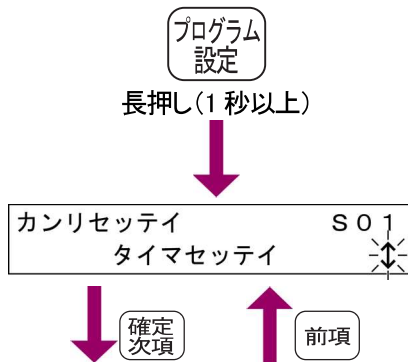 プログラム
設定
長押し(1秒以上)
カンリセッテイ S01
タイマセッテイ
確定
次項
前項